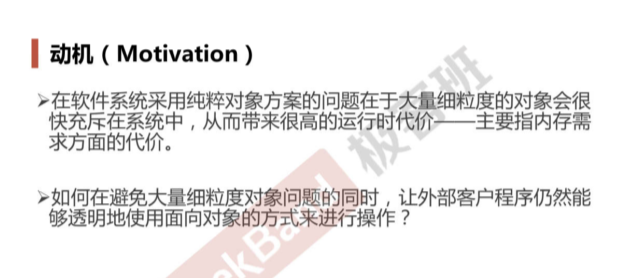 动机（Motivation）
➢在软件系统采用纯粹对象方案的问题在于大量细粒度的对象会很
快充斥在系统中，从而带来很高的运行时代价——主要指内存需
求方面的代价。
➢如何在避免大量细粒度对象问题的同时，让外部客户程序仍然能
够透明地使用面向对象的方式来进行操作？